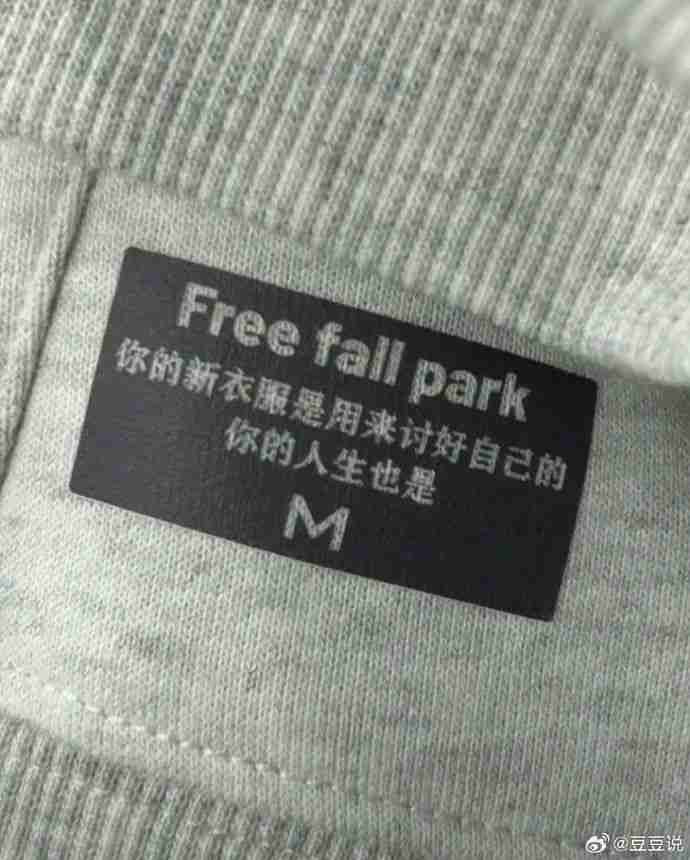 Free fall park
你的新衣服是用来讨好自己的
你的人生也是
M
@豆豆说